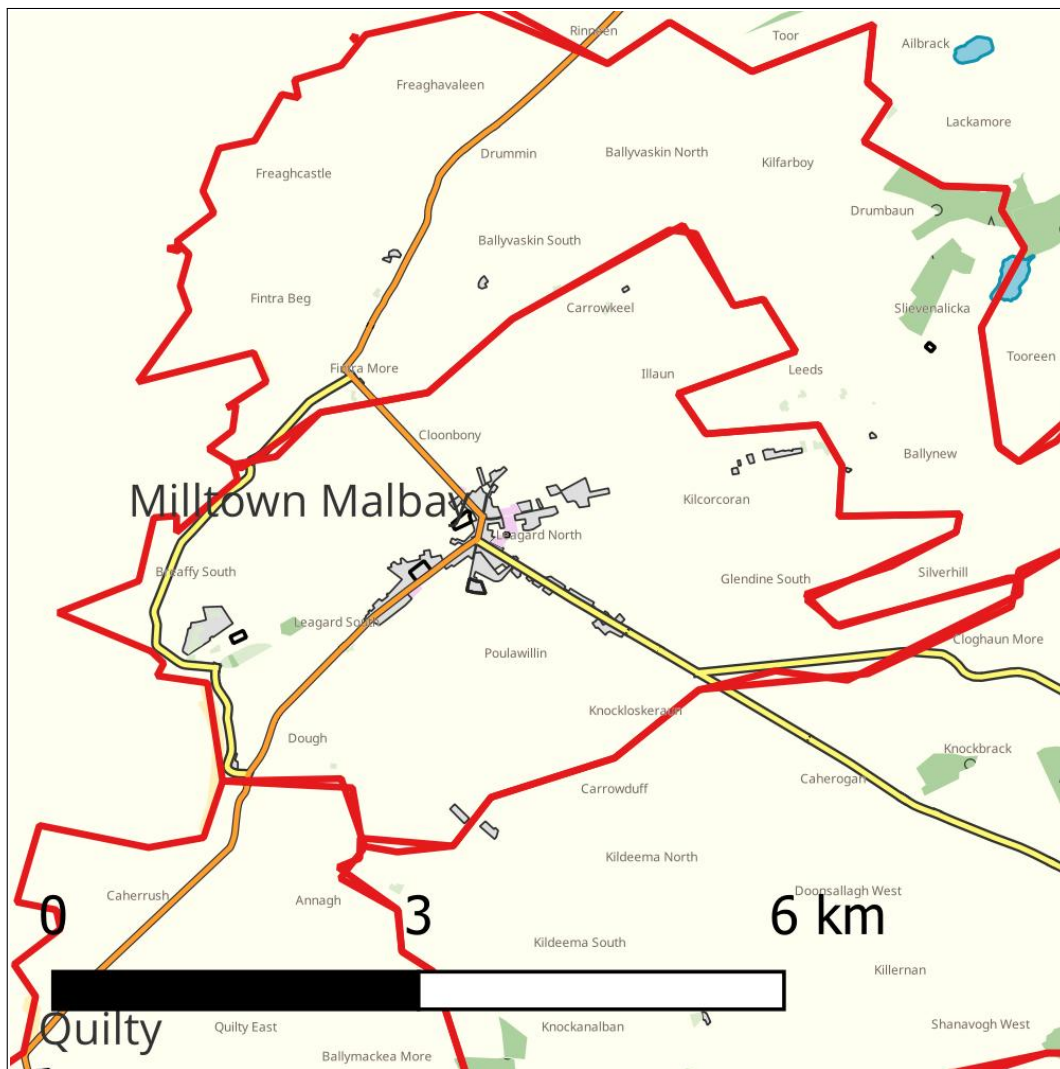 Rinneen
Toor
Ailbrack
Freaghavaleen
Lackamore
Drummin
Ballyvaskin North
Kilfarboy
Freaghcastle
Drumbaun
Ballyvaskin South
Fintra Beg
Carrowkeel
Slievenalicka
Tooreen
Fintra More
Illaun
Leeds
Cloonbony
Ballynew
Milltown Malbay
Kilcorcoran
Leagard North
Breaffy South
Glendine South
Silverhill
Leagard South
Cloghaun More
Poulawillin
Knockloskeraun
Dough
Knockbrack
Carrowduff
Caherogan
Kildeema North
Caherrush
Annagh
Doonsallagh West
0 3 6 km
Kildeema South
Killernan
Quilty
Quilty East
Knockanalban
Shanavogh West
Ballymackea More